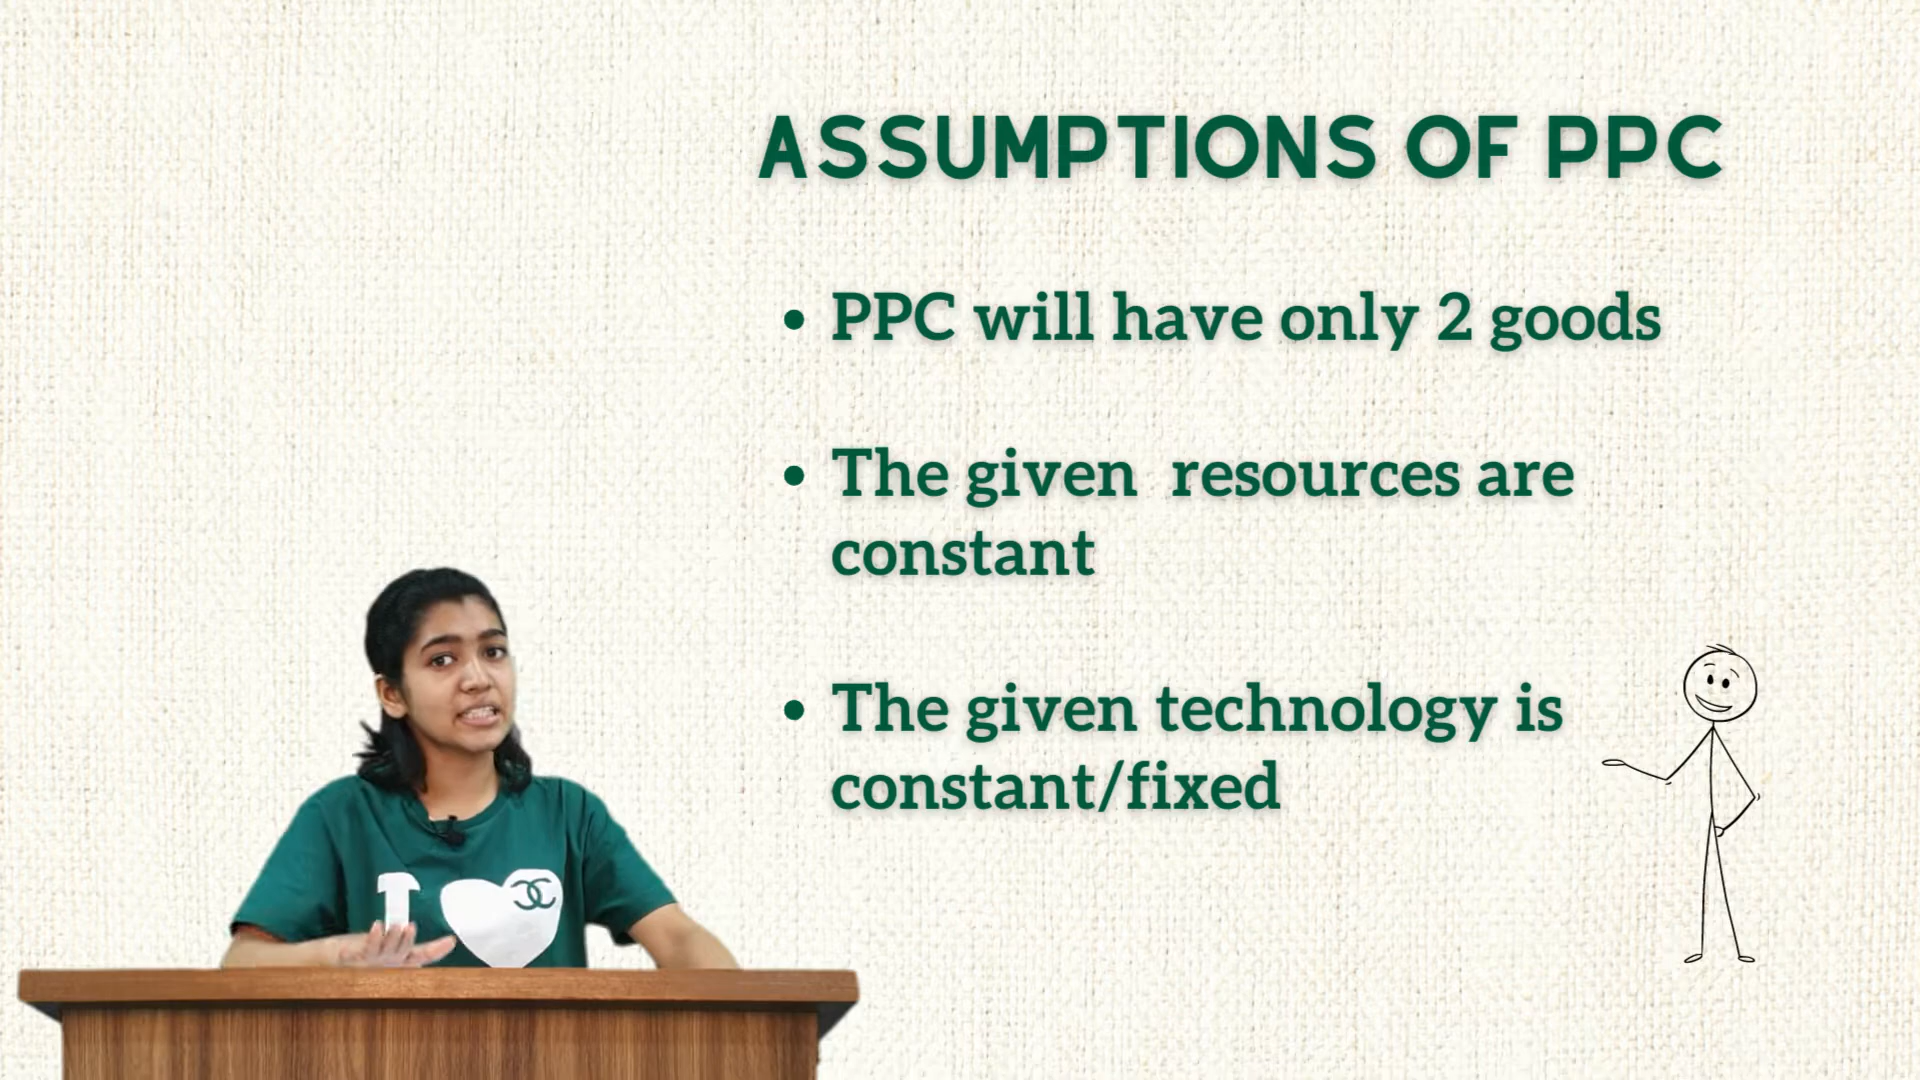 ASSUMPTIONS OF PPC
• PPC will have only 2 goods
• The given  resources are
constant
• The given technology is
constant/fixed
I